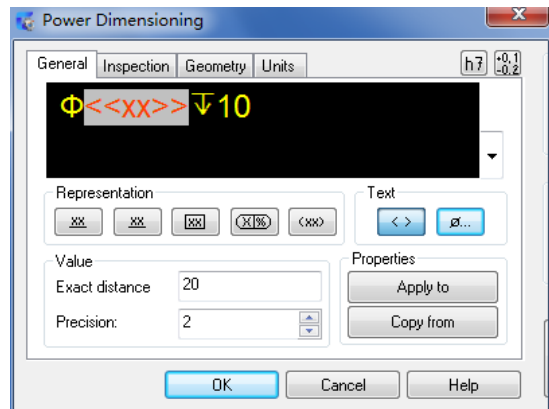 Power Dimensioning
General Inspection Geometry Units h7 +0,1 -0,2
Φ<<xx>>↧10
Representation
xx xx xx (X|%) (xx)
Text
< > ø...
Value
Exact distance 20
Precision: 2
Properties
Apply to
Copy from
OK Cancel Help